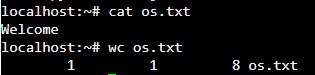 localhost:~# cat os.txt
Welcome
localhost:~# wc os.txt
        1         1         8 os.txt